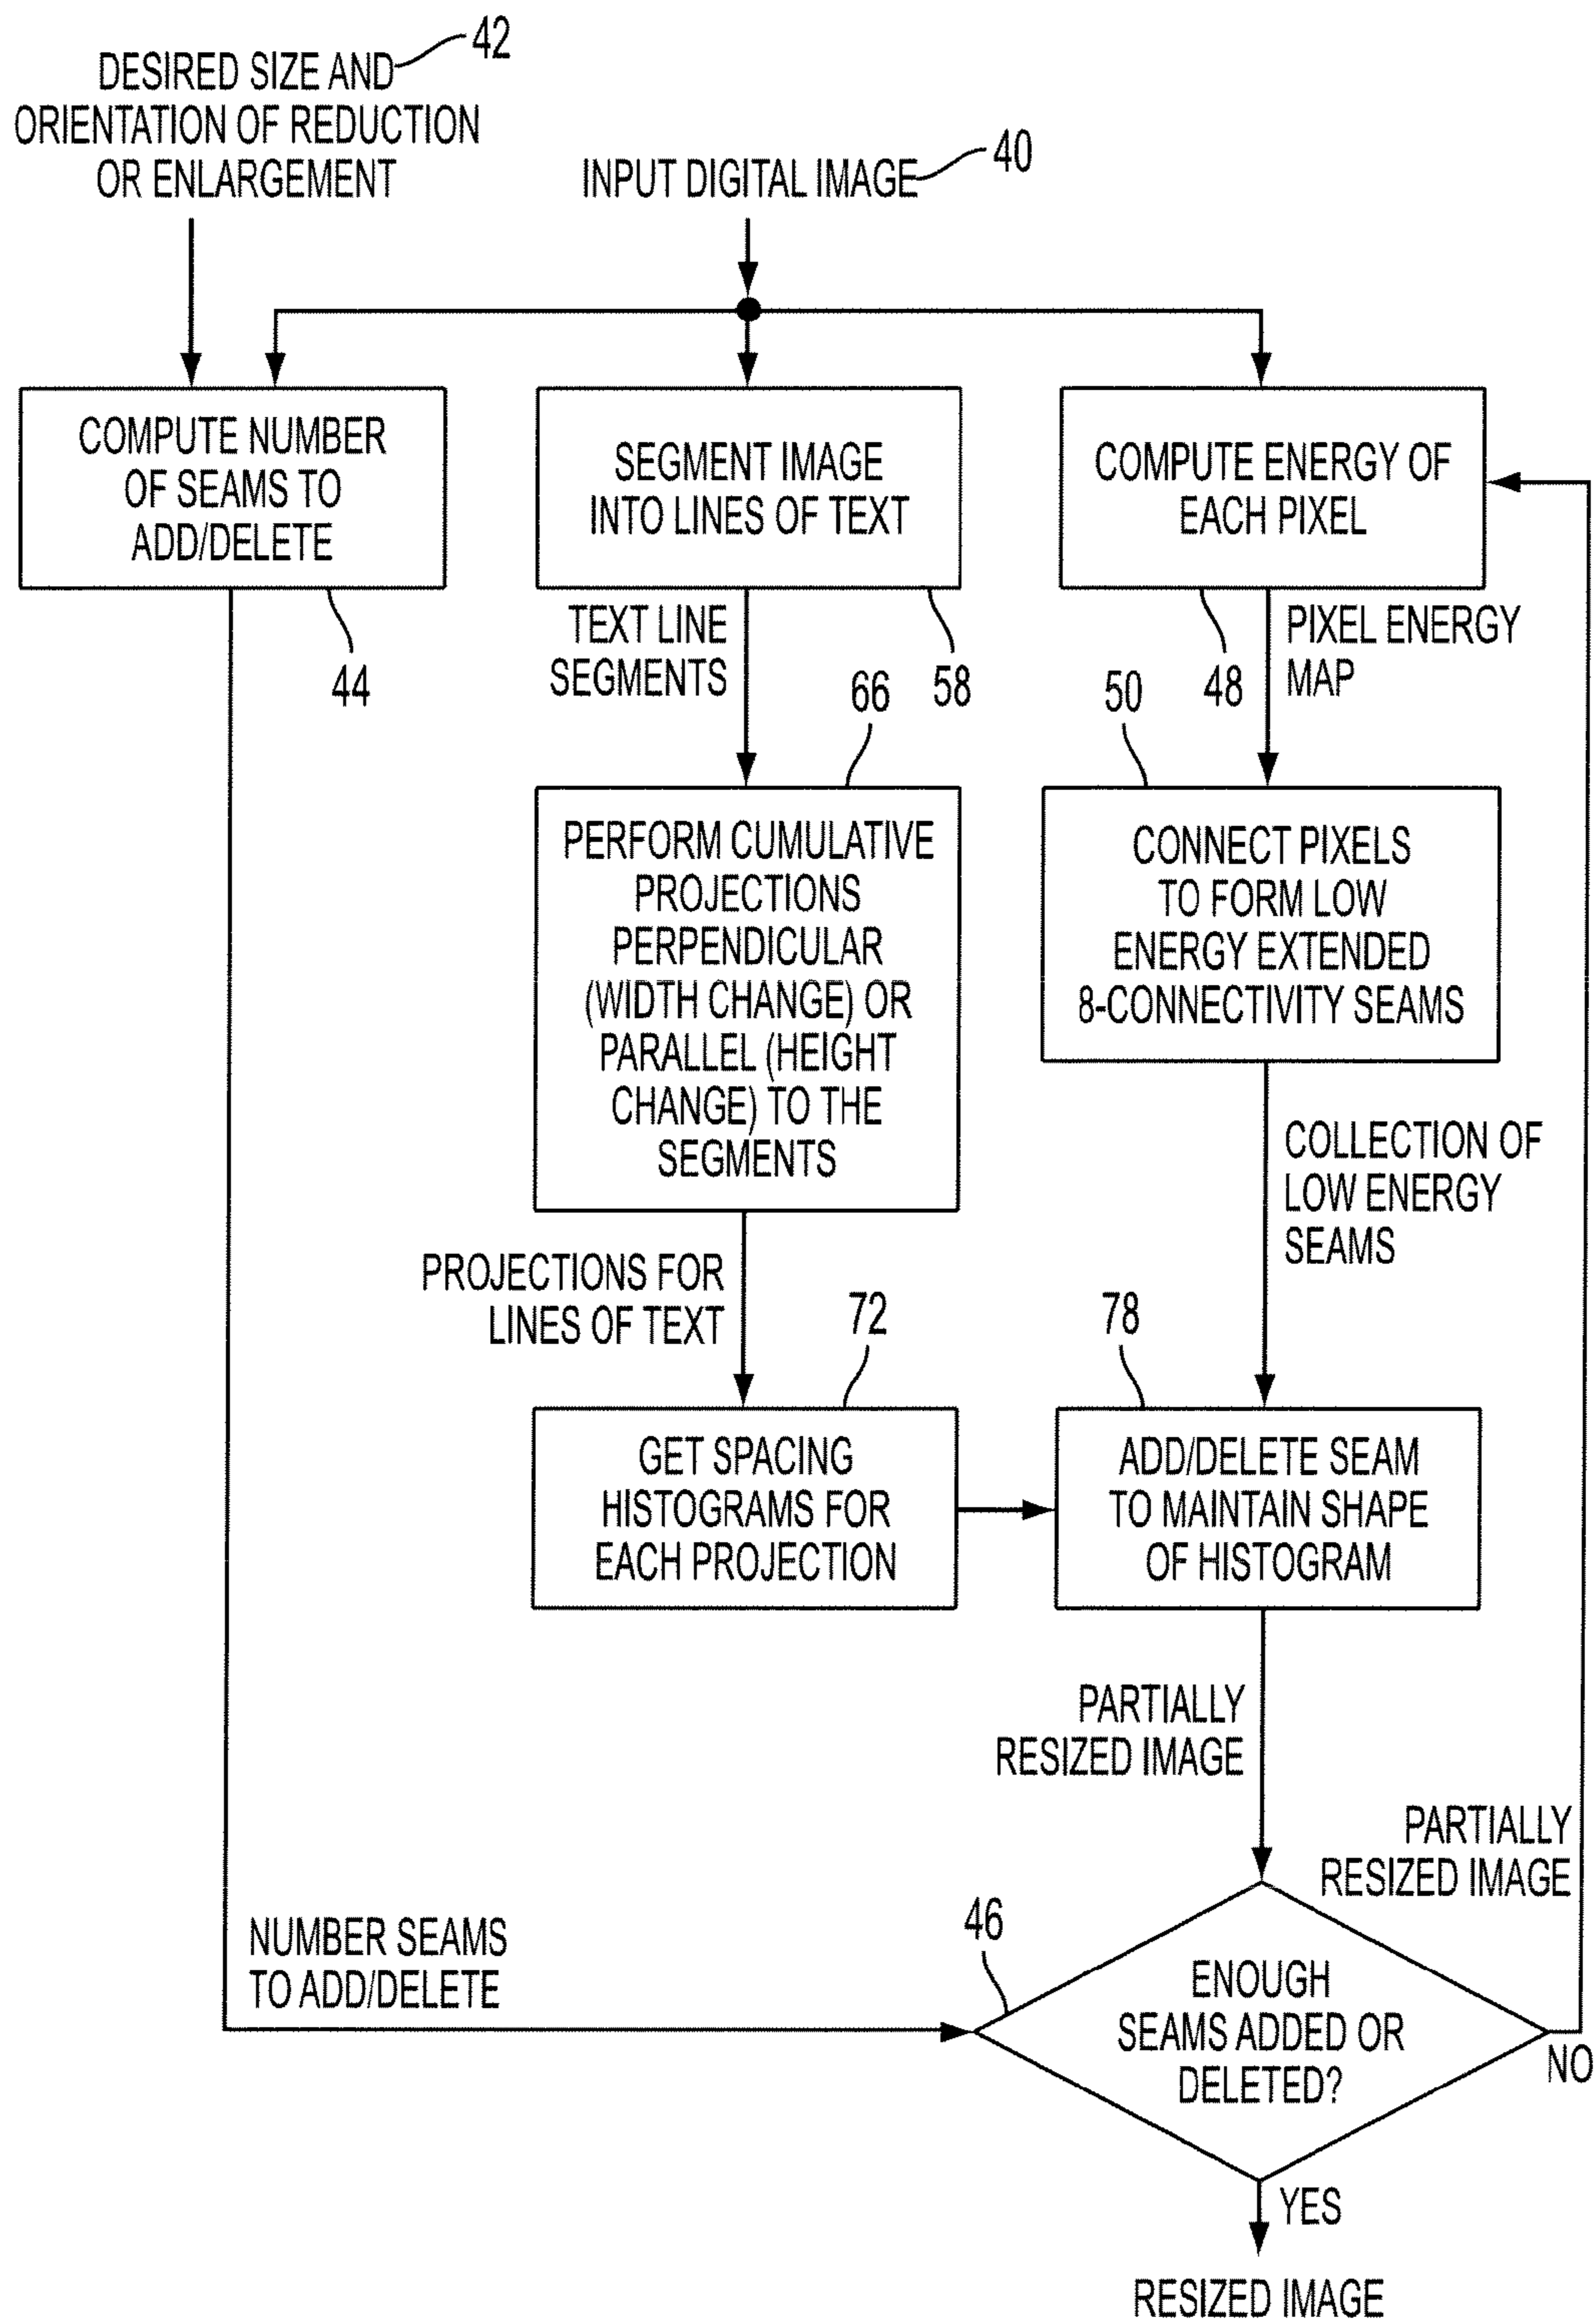 42
DESIRED SIZE AND
ORIENTATION OF REDUCTION
OR ENLARGEMENT
INPUT DIGITAL IMAGE
40
COMPUTE NUMBER
OF SEAMS TO
ADD/DELETE
44
SEGMENT IMAGE
INTO LINES OF TEXT
58
COMPUTE ENERGY OF
EACH PIXEL
48
TEXT LINE
SEGMENTS
PIXEL ENERGY
MAP
66
PERFORM CUMULATIVE
PROJECTIONS
PERPENDICULAR
(WIDTH CHANGE) OR
PARALLEL (HEIGHT
CHANGE) TO THE
SEGMENTS
50
CONNECT PIXELS
TO FORM LOW
ENERGY EXTENDED
8-CONNECTIVITY SEAMS
PROJECTIONS FOR
LINES OF TEXT
COLLECTION OF
LOW ENERGY
SEAMS
72
GET SPACING
HISTOGRAMS FOR
EACH PROJECTION
78
ADD/DELETE SEAM
TO MAINTAIN SHAPE
OF HISTOGRAM
PARTIALLY
RESIZED IMAGE
PARTIALLY
RESIZED IMAGE
NUMBER SEAMS
TO ADD/DELETE
46
ENOUGH
SEAMS ADDED OR
DELETED?
NO
YES
RESIZED IMAGE